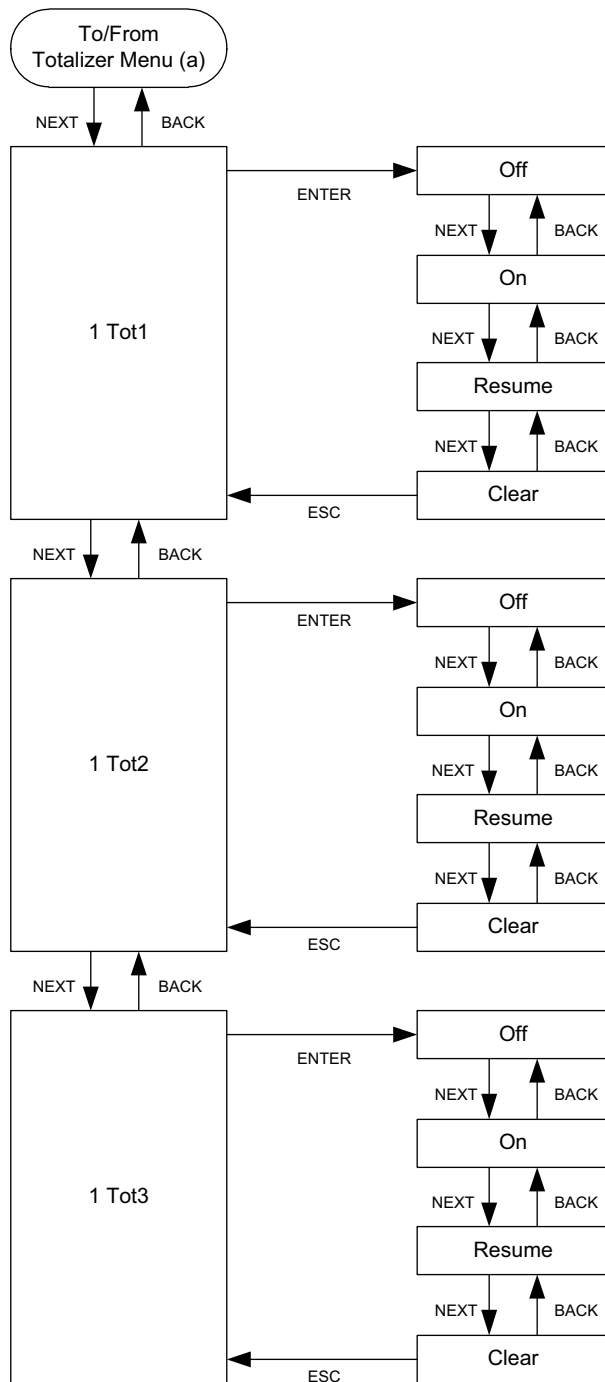 To/From
Totalizer Menu (a)
NEXT BACK
1 Tot1
ENTER
Off
NEXT BACK
On
NEXT BACK
Resume
NEXT BACK
Clear
ESC
NEXT BACK
1 Tot2
ENTER
Off
NEXT BACK
On
NEXT BACK
Resume
NEXT BACK
Clear
ESC
NEXT BACK
1 Tot3
ENTER
Off
NEXT BACK
On
NEXT BACK
Resume
NEXT BACK
Clear
ESC